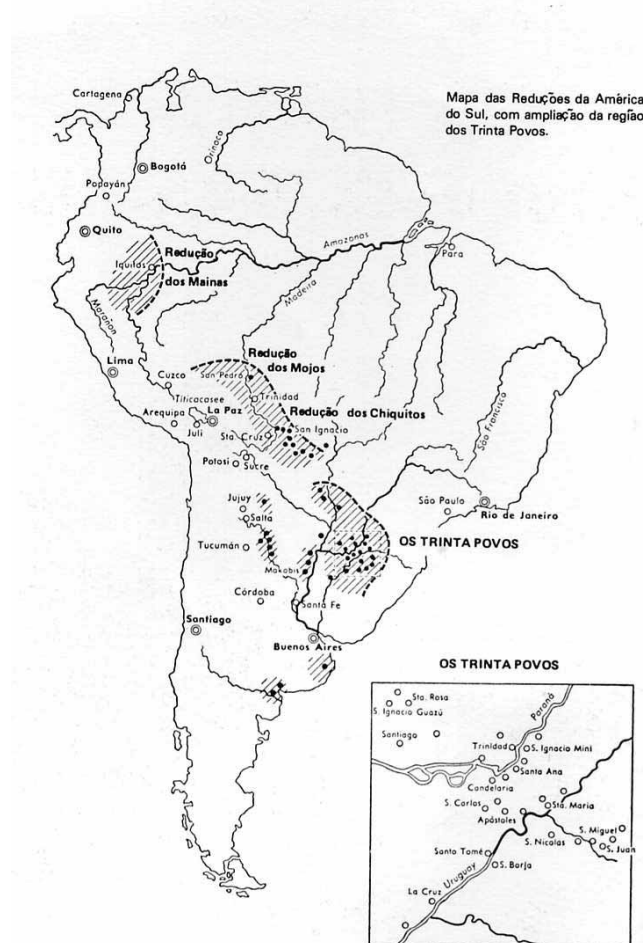 Mapa das Reduções da América
do Sul, com ampliação da região
dos Trinta Povos.
Cartagena
Orinoco
Bogotá
Popayán
Quito
Amazonas
Para
Redução
Iquitos
dos Mainas
Madeira
Marañon
Redução
dos Mojos
Lima
Cuzco
San Pedro
São Francisco
Titicacasee
Trinidad
Redução dos Chiquitos
Arequipa
La Paz
Juli
Sta. Cruz
San Ignacio
Potosí
Sucre
São Paulo
Rio de Janeiro
Jujuy
Salta
OS TRINTA POVOS
Tucumán
Makobis
Córdoba
Santa Fe
Santiago
Buenos Aires
OS TRINTA POVOS
Sta. Rosa
S. Ignacio Guazú
Paraná
Santiago
Trinidad
S. Ignacio Mini
Santa Ana
Candelaria
S. Carlos
Sta. Maria
Apóstoles
S. Miguel
S. Nicolas
S. Juan
Santo Tomé
S. Borja
Uruguay
La Cruz